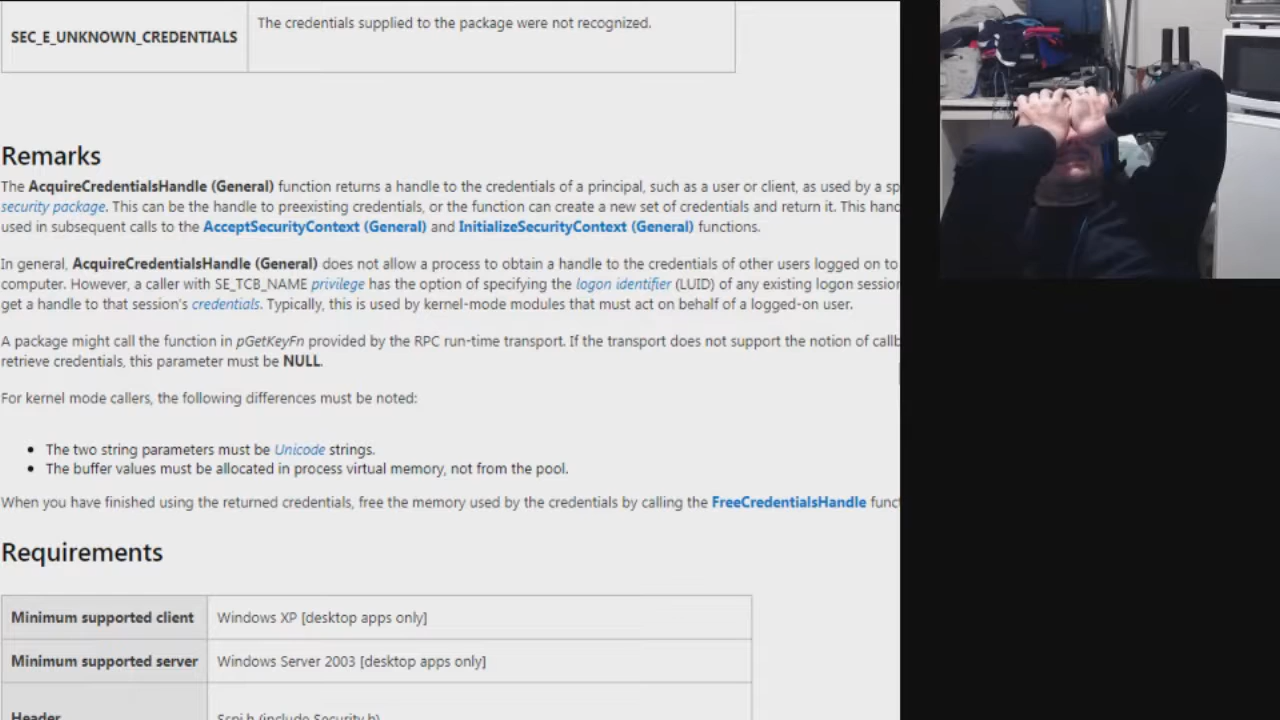 The credentials supplied to the package were not recognized.
SEC_E_UNKNOWN_CREDENTIALS
Remarks
The AcquireCredentialsHandle (General) function returns a handle to the credentials of a principal, such as a user or client, as used by a
security package. This can be the handle to preexisting credentials, or the function can create a new set of credentials and return it. This
used in subsequent calls to the AcceptSecurityContext (General) and InitializeSecurityContext (General) functions.
In general, AcquireCredentialsHandle (General) does not allow a process to obtain a handle to the credentials of other users logged on to
computer. However, a caller with SE_TCB_NAME privilege has the option of specifying the logon identifier (LUID) of any existing logon
get a handle to that session's credentials. Typically, this is used by kernel-mode modules that must act on behalf of a logged-on user.
A package might call the function in pGetKeyFn provided by the RPC run-time transport. If the transport does not support the notion of
retrieve credentials, this parameter must be NULL.
For kernel mode callers, the following differences must be noted:
• The two string parameters must be Unicode strings.
• The buffer values must be allocated in process virtual memory, not from the pool.
When you have finished using the returned credentials, free the memory used by the credentials by calling the FreeCredentialsHandle
Requirements
Minimum supported client Windows XP [desktop apps only]
Minimum supported server Windows Server 2003 [desktop apps only]
Header Sspi.h (include Security.h)